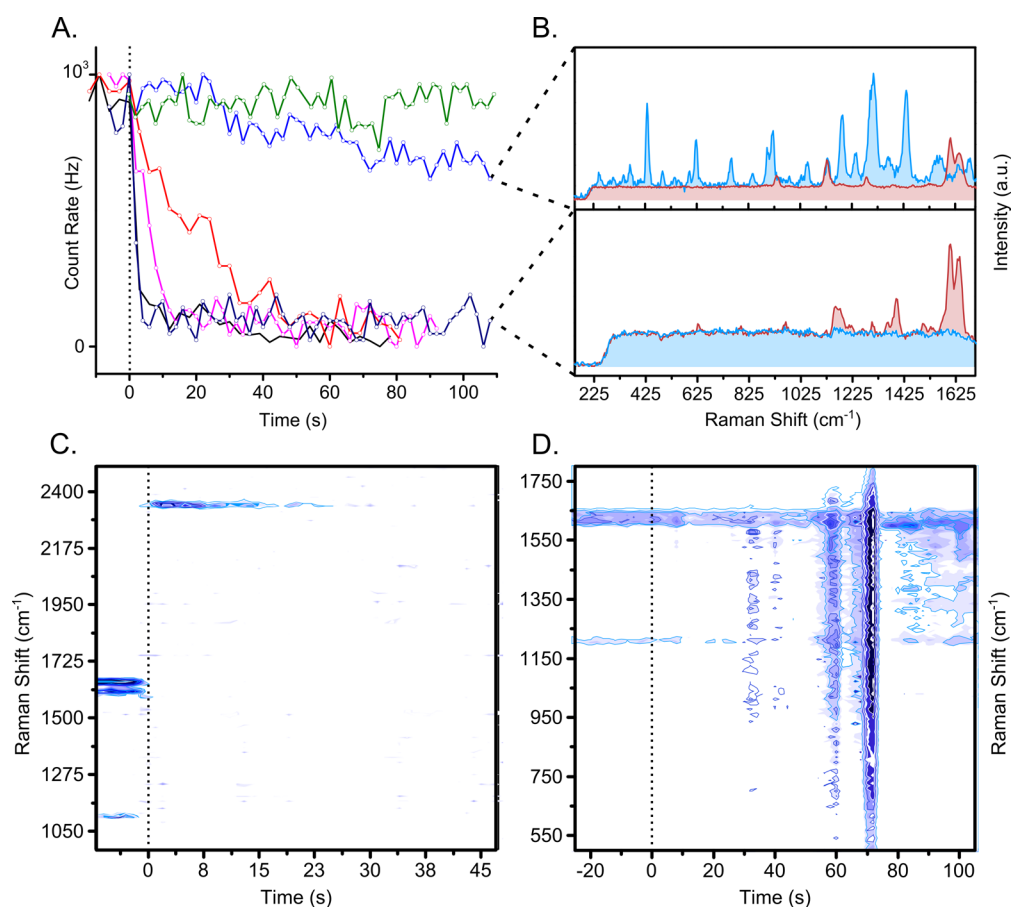 A.
B.
10³
0
Count Rate (Hz)
0 20 40 60 80 100
Time (s)
Intensity (a.u.)
225 425 625 825 1025 1225 1425 1625
Raman Shift (cm⁻¹)
C.
D.
2400
2175
1950
1725
1500
1275
1050
Raman Shift (cm⁻¹)
0 8 15 23 30 38 45
Time (s)
1750
1550
1350
1150
950
750
550
Raman Shift (cm⁻¹)
-20 0 20 40 60 80 100
Time (s)